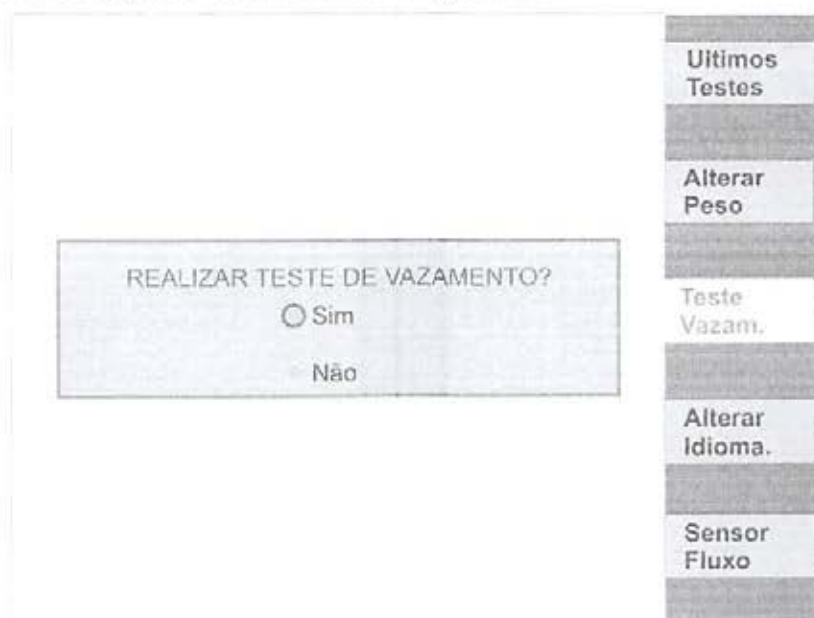 REALIZAR TESTE DE VAZAMENTO?
Sim
Não
Ultimos
Testes
Alterar
Peso
Teste
Vazam.
Alterar
Idioma.
Sensor
Fluxo